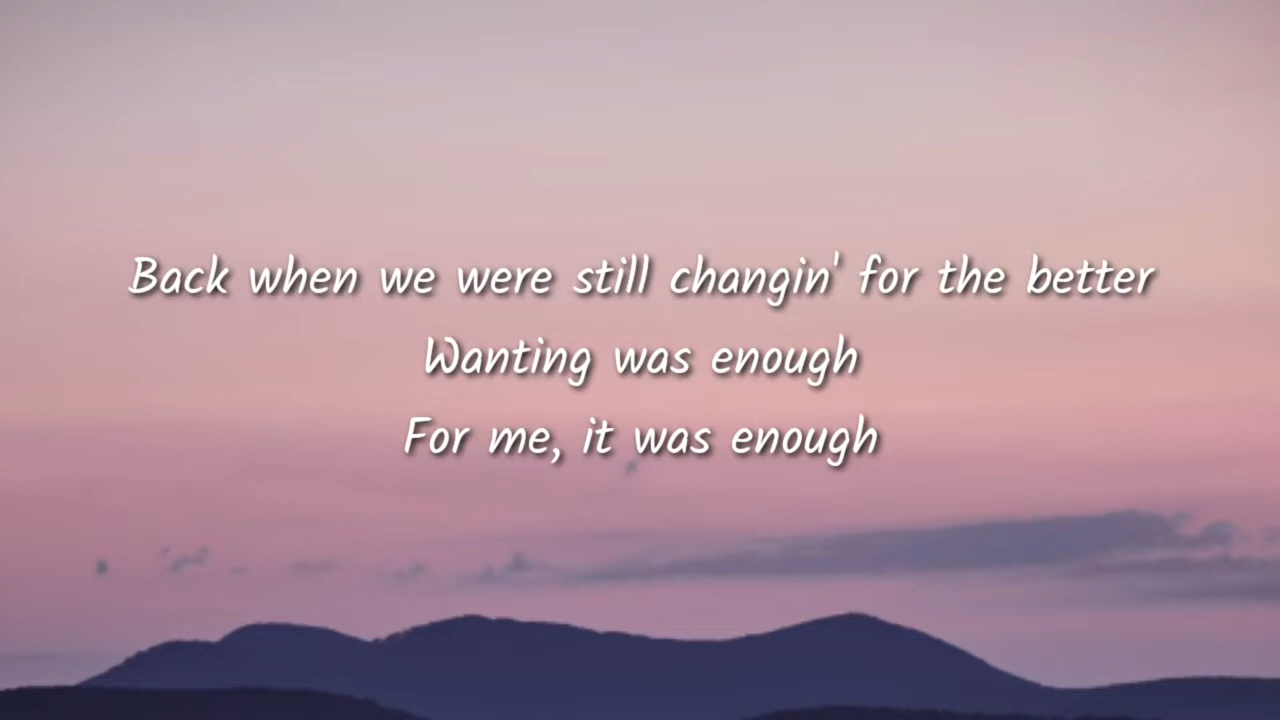 Back when we were still changin' for the better
Wanting was enough
For me, it was enough